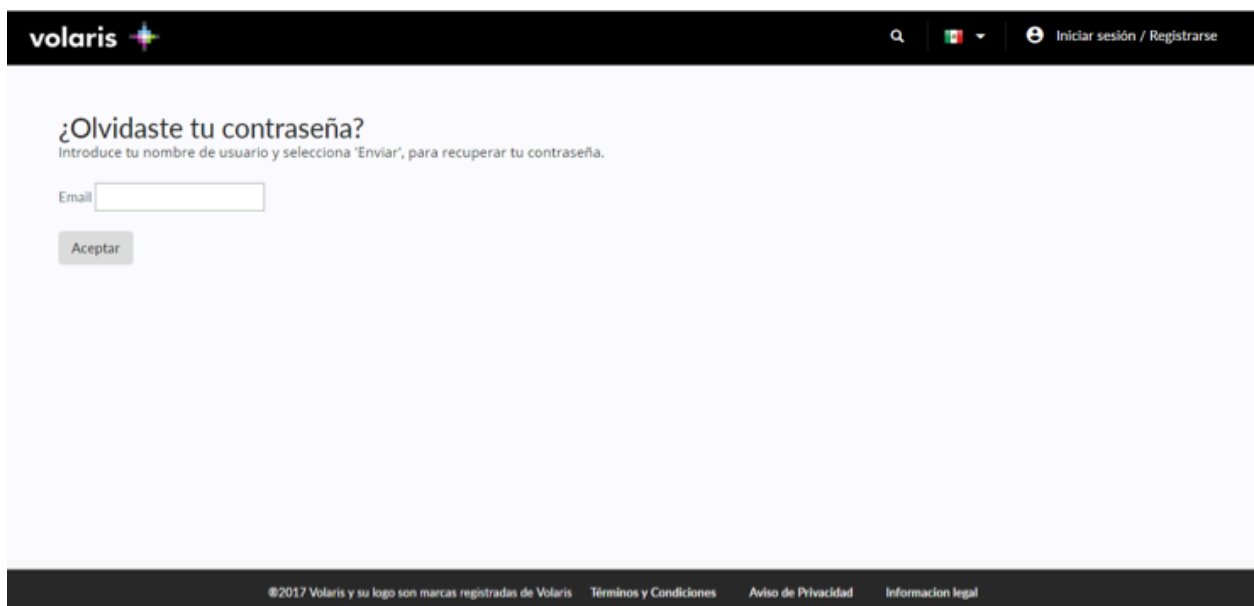 volaris
Iniciar sesión / Registrarse
¿Olvidaste tu contraseña?
Introduce tu nombre de usuario y selecciona 'Enviar', para recuperar tu contraseña.
Email
Aceptar
®2017 Volaris y su logo son marcas registradas de Volaris Términos y Condiciones Aviso de Privacidad Informacion legal